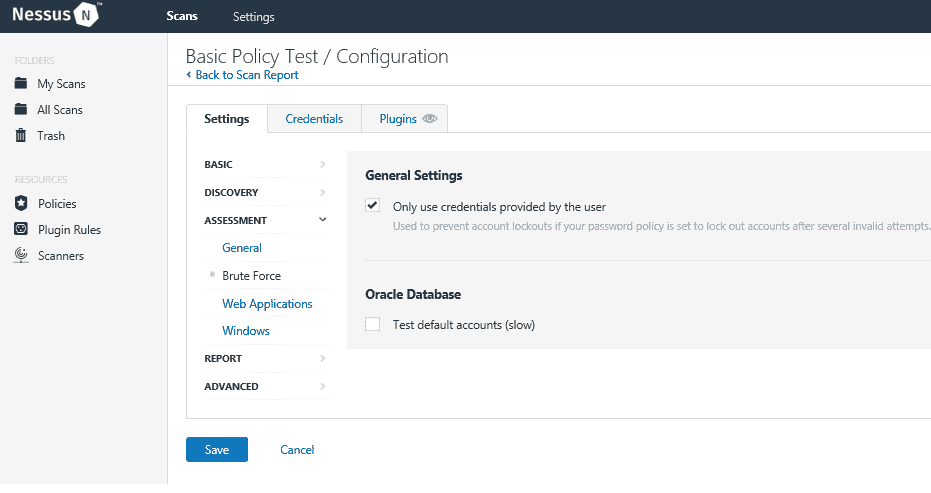 Nessus N ™
Scans
Settings
FOLDERS
My Scans
All Scans
Trash
RESOURCES
Policies
Plugin Rules
Scanners
Basic Policy Test / Configuration
Back to Scan Report
Settings
Credentials
Plugins
BASIC
DISCOVERY
ASSESSMENT
General
Brute Force
Web Applications
Windows
REPORT
ADVANCED
General Settings
Only use credentials provided by the user
Used to prevent account lockouts if your password policy is set to lock out accounts after several invalid attempts.
Oracle Database
Test default accounts (slow)
Save
Cancel